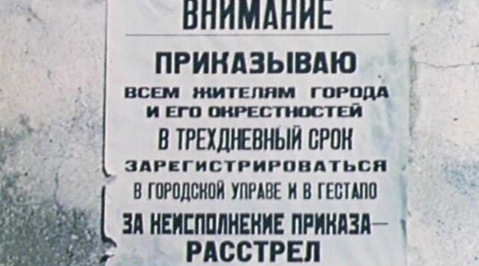 ВНИМАНИЕ
ПРИКАЗЫВАЮ
ВСЕМ ЖИТЕЛЯМ ГОРОДА
И ЕГО ОКРЕСТНОСТЕЙ
В ТРЕХДНЕВНЫЙ СРОК
ЗАРЕГИСТРИРОВАТЬСЯ
В ГОРОДСКОЙ УПРАВЕ И В ГЕСТАПО
ЗА НЕИСПОЛНЕНИЕ ПРИКАЗА—
РАССТРЕЛ